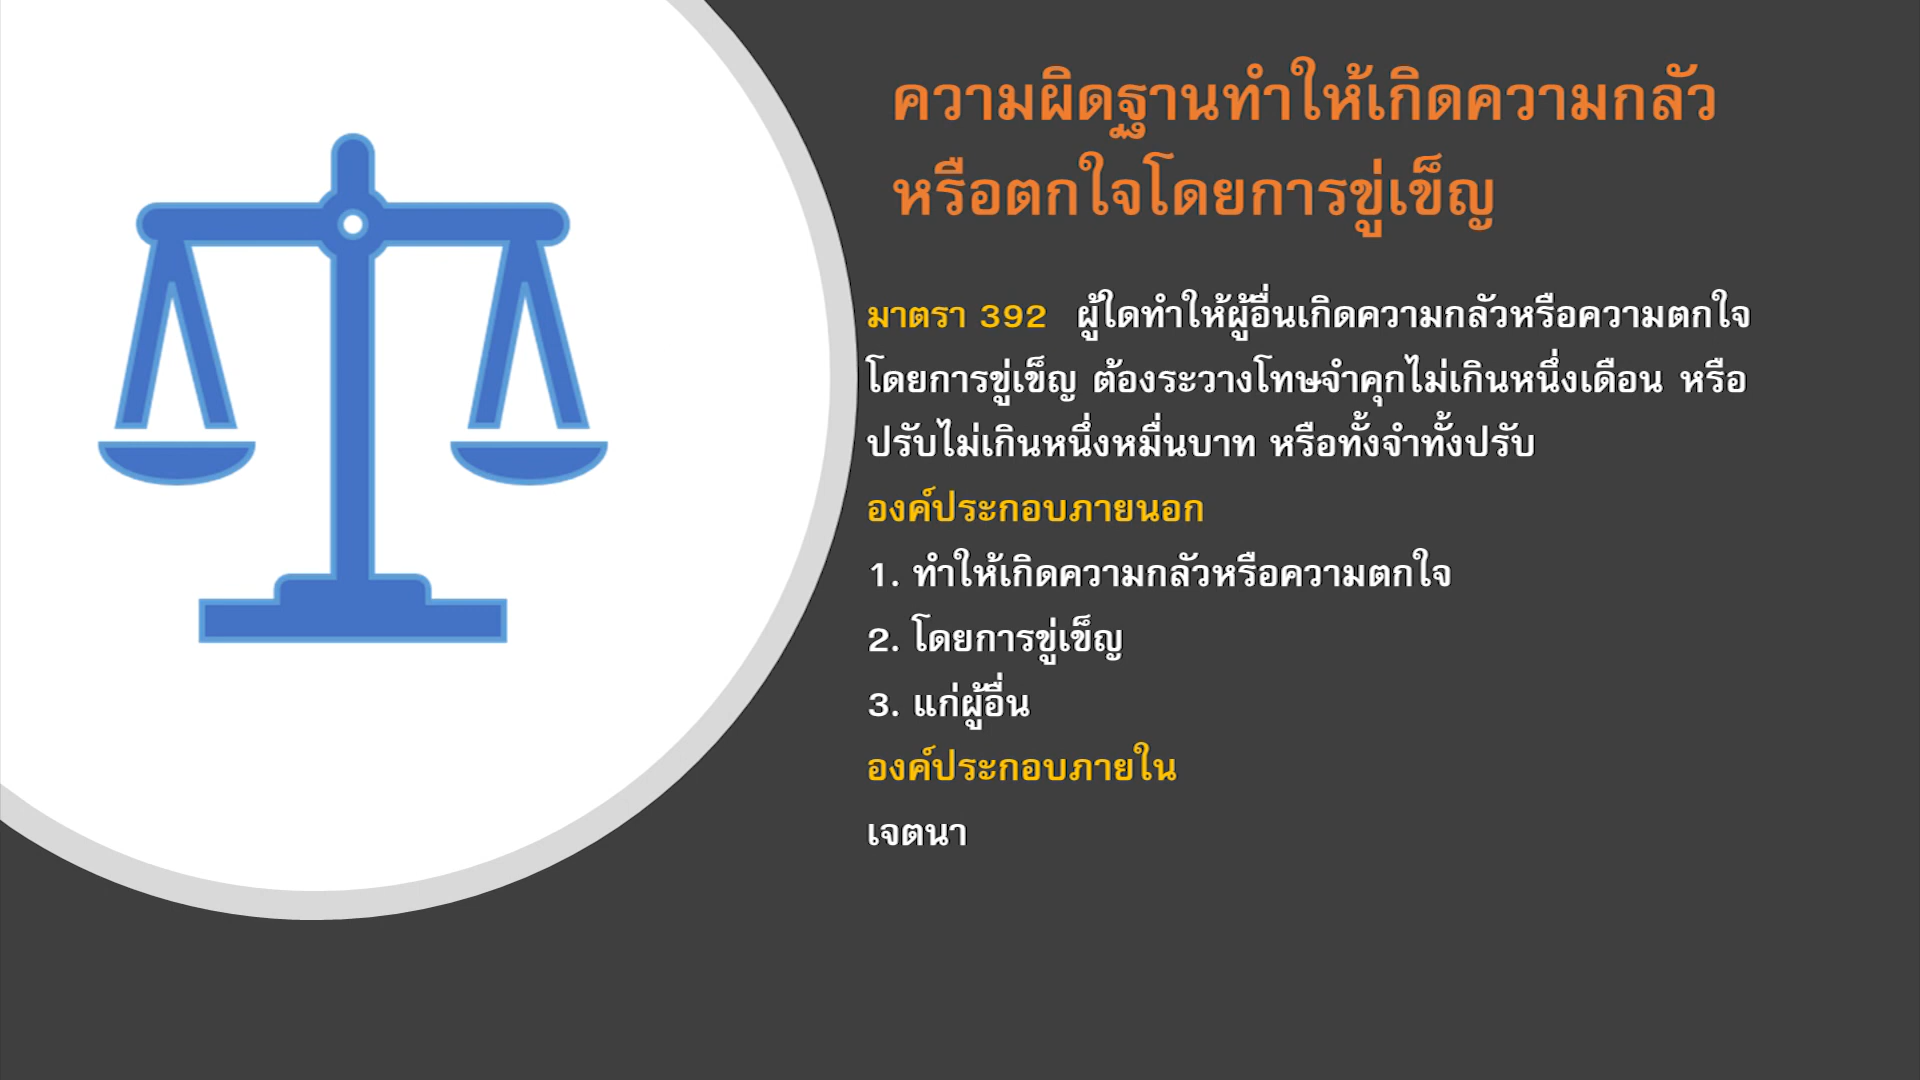 ความผิดฐานทำให้เกิดความกลัว
หรือตกใจโดยการขู่เข็ญ
มาตรา 392 ผู้ใดทำให้ผู้อื่นเกิดความกลัวหรือความตกใจ
โดยการขู่เข็ญ ต้องระวางโทษจำคุกไม่เกินหนึ่งเดือน หรือ
ปรับไม่เกินหนึ่งหมื่นบาท หรือทั้งจำทั้งปรับ
องค์ประกอบภายนอก
1. ทำให้เกิดความกลัวหรือความตกใจ
2. โดยการขู่เข็ญ
3. แก่ผู้อื่น
องค์ประกอบภายใน
เจตนา